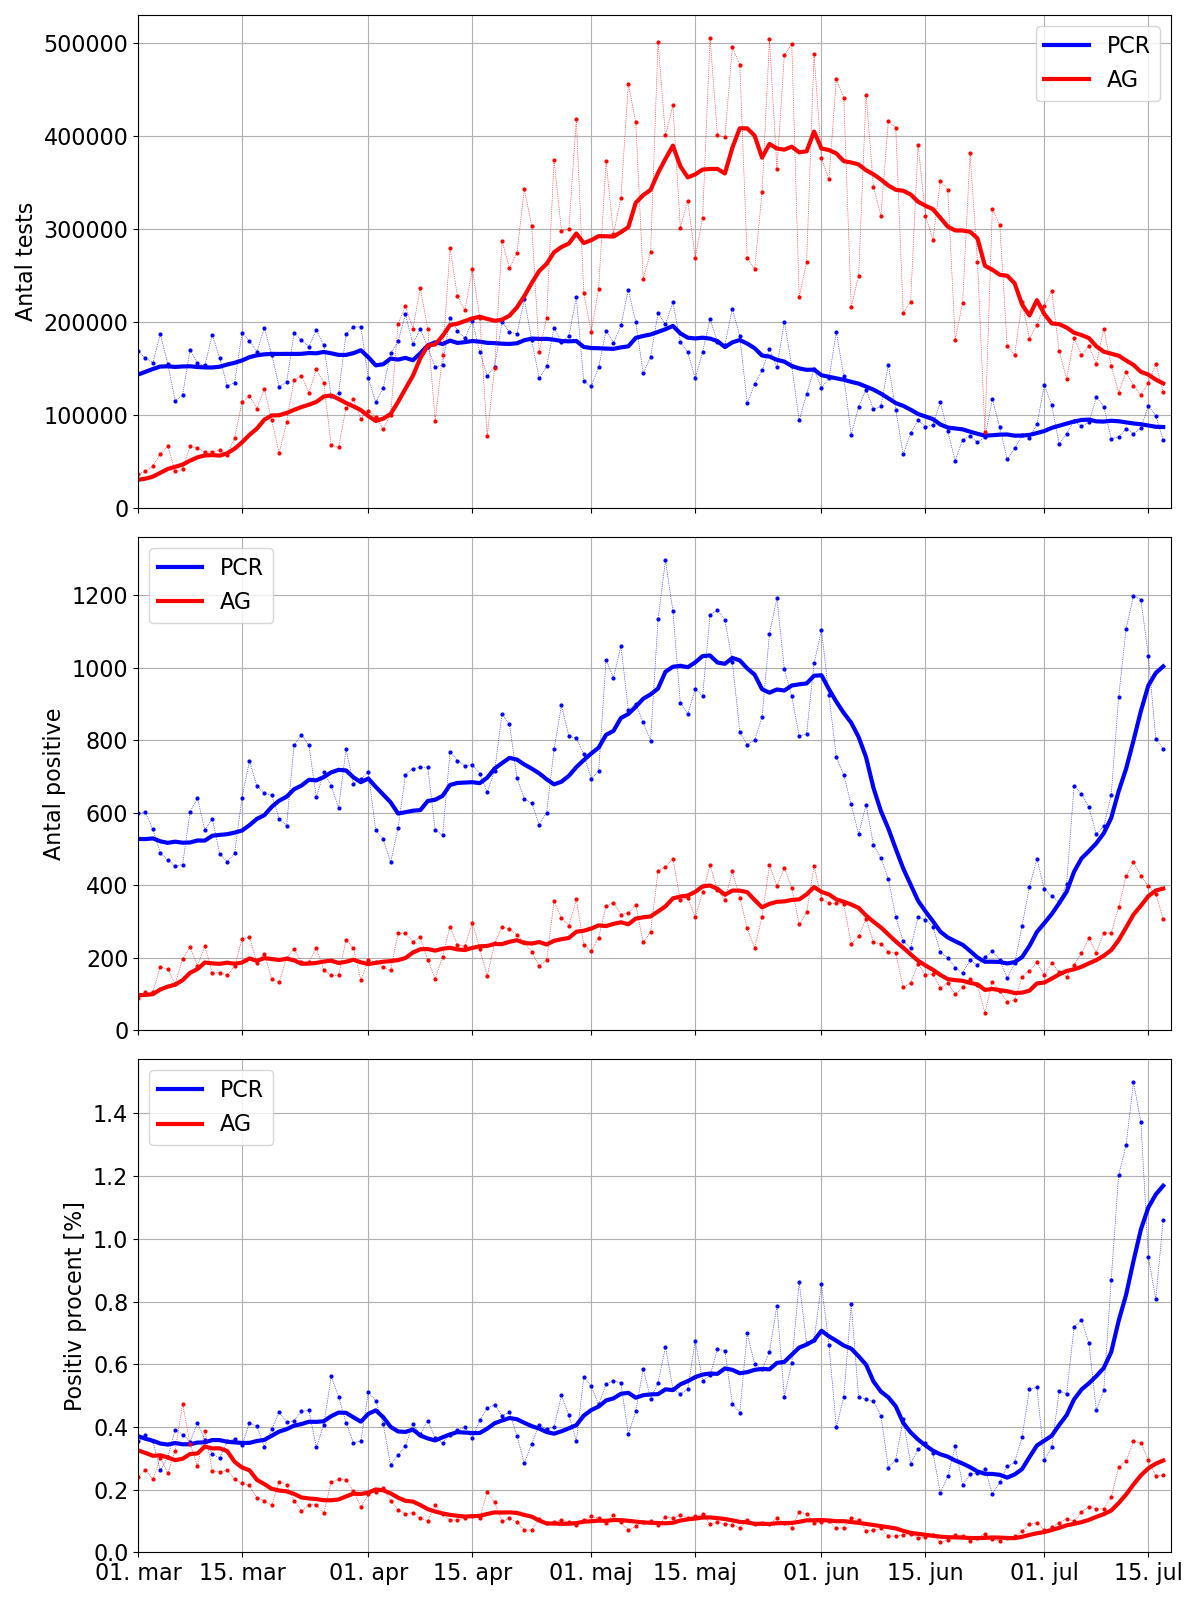 500000
400000
300000
200000
100000
0
Antal tests
PCR
AG
1200
1000
800
600
400
200
0
Antal positive
PCR
AG
1.4
1.2
1.0
0.8
0.6
0.4
0.2
0.0
Positiv procent [%]
PCR
AG
01. mar 15. mar 01. apr 15. apr 01. maj 15. maj 01. jun 15. jun 01. jul 15. jul